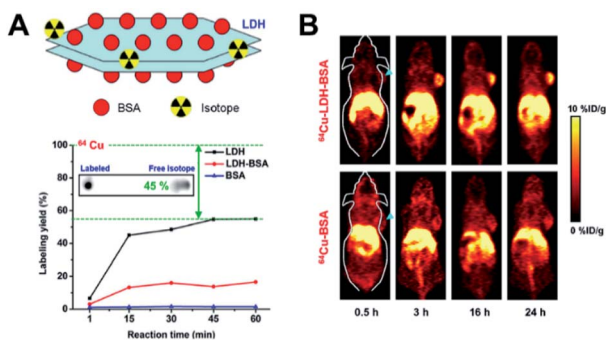 A
LDH
BSA
Isotope
⁶⁴Cu
Labeled
Free Isotope
45 %
LDH
LDH-BSA
BSA
Labeling yield (%)
100
80
60
40
20
0
1
15
30
45
60
Reaction time (min)
B
⁶⁴Cu-LDH-BSA
⁶⁴Cu-BSA
10 %ID/g
0 %ID/g
0.5 h
3 h
16 h
24 h